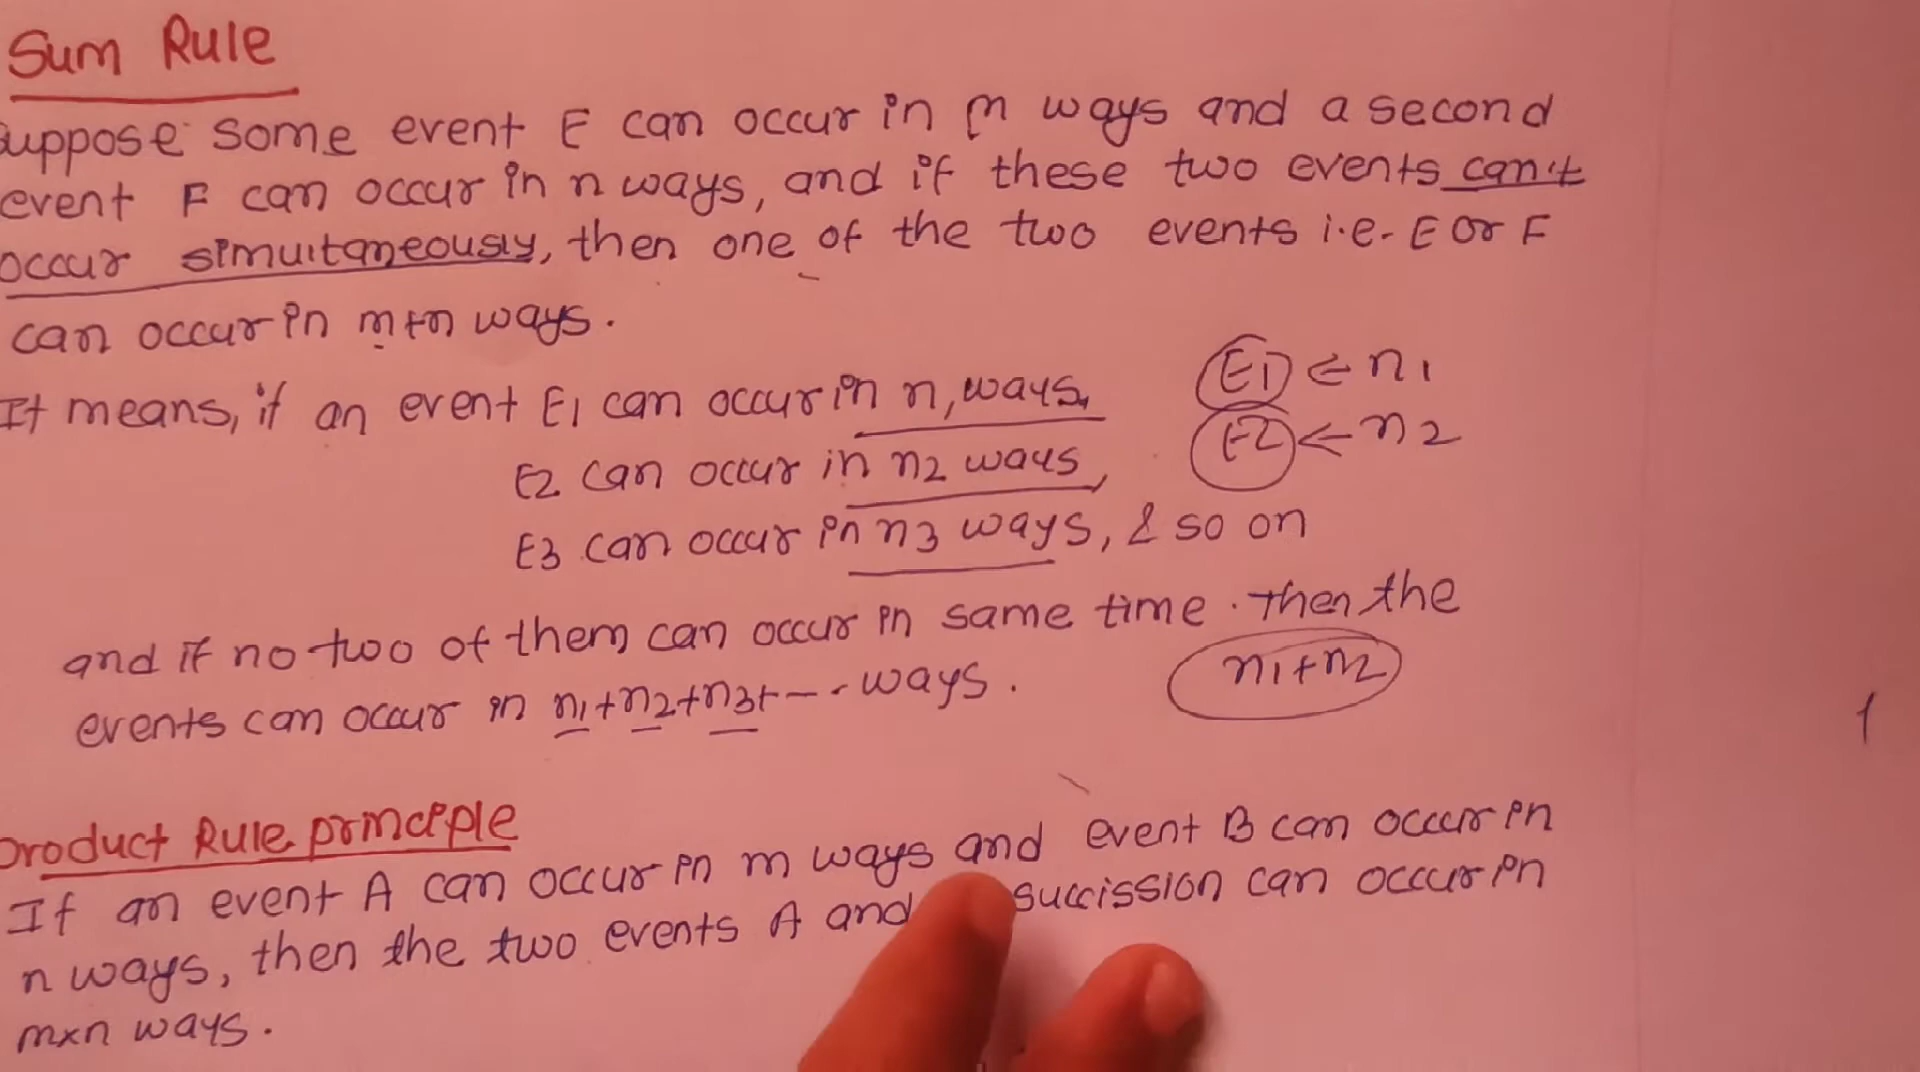 Sum Rule
Suppose some event E can occur in m ways and a second
event F can occur in n ways, and if these two events can't
occur simultaneously, then one of the two events i.e. E or F
can occur in m+n ways.
It means, if an event E1 can occur in n1 ways,
E1 ← n1
E2 can occur in n2 ways,
E2 ← n2
E3 can occur in n3 ways, & so on
and if no two of them can occur in same time. Then the
events can occur in n1+n2+n3+--- ways.
n1+n2
Product Rule principle
If an event A can occur in m ways and event B can occur in
n ways, then the two events A and succission can occur in
mxn ways.